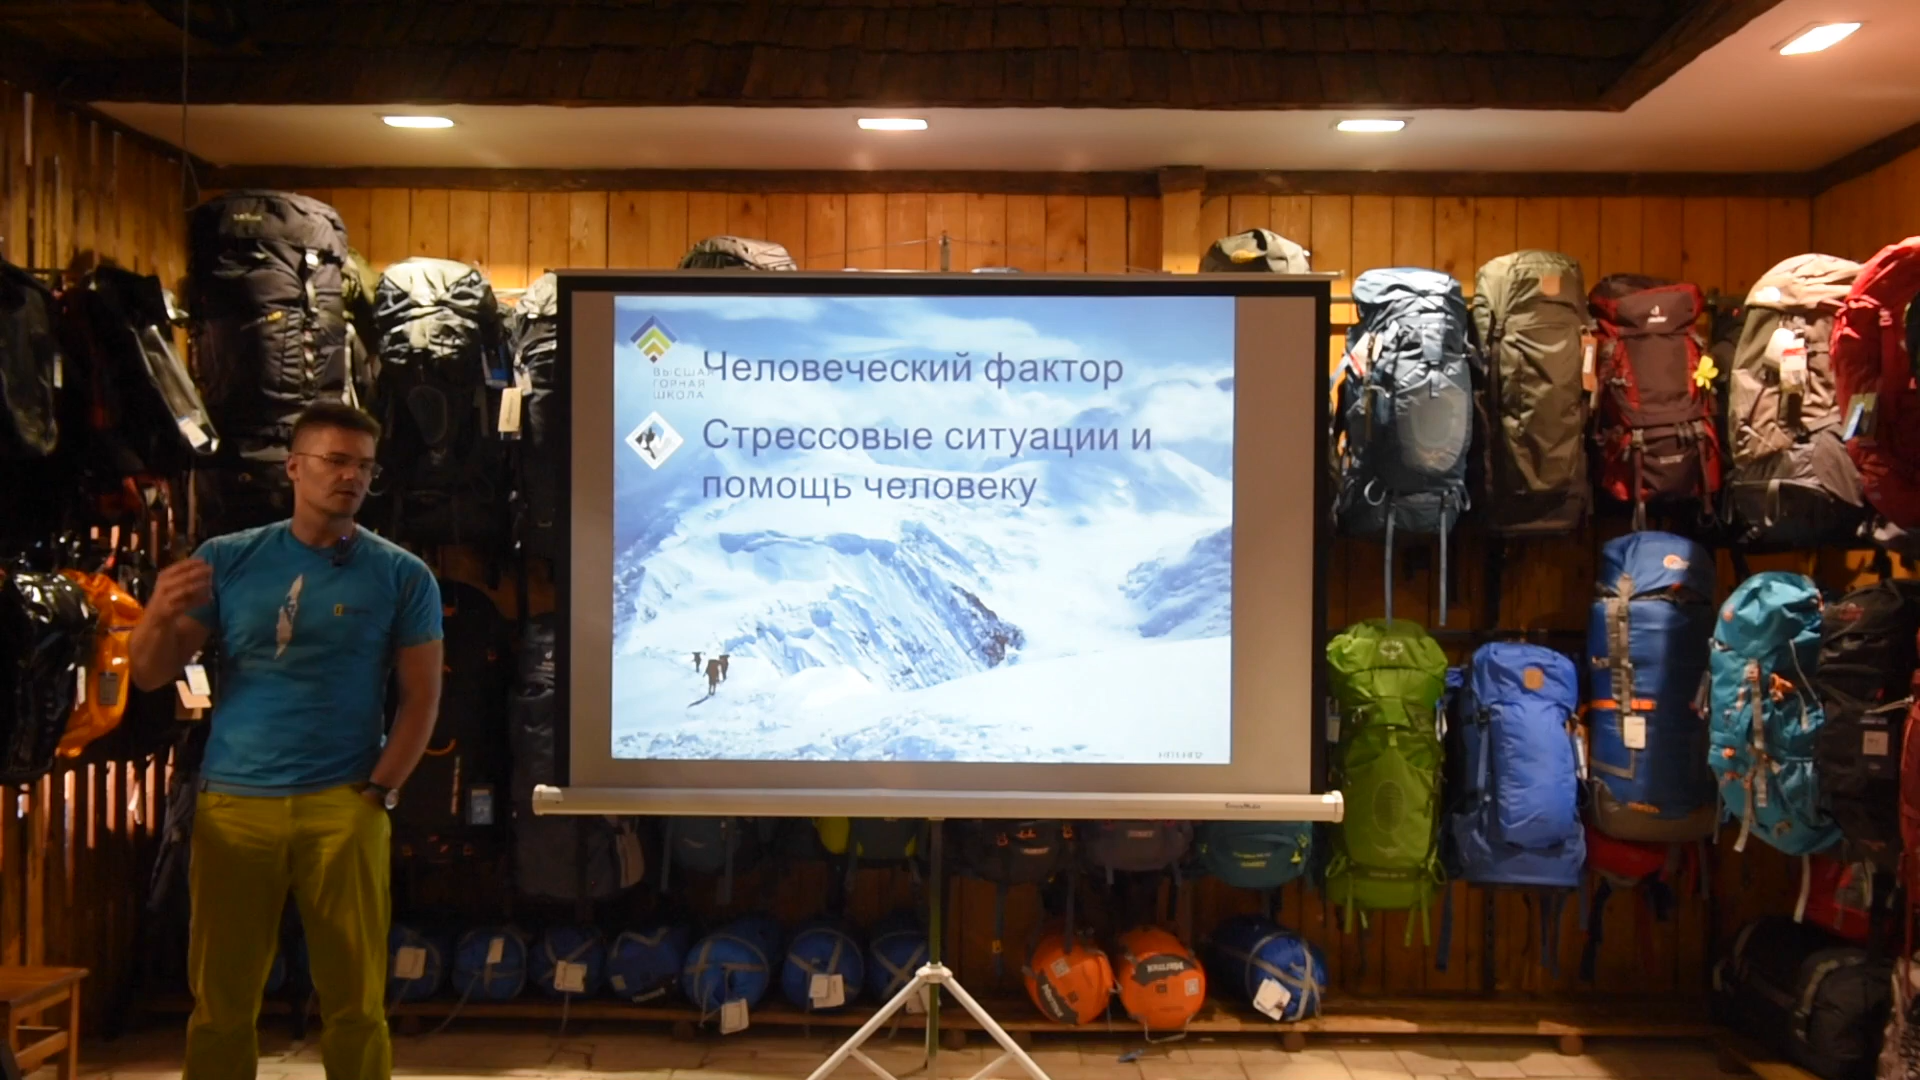 Человеческий фактор
ВЫСШАЯ
ГОРНАЯ
ШКОЛА
Стрессовые ситуации и
помощь человеку